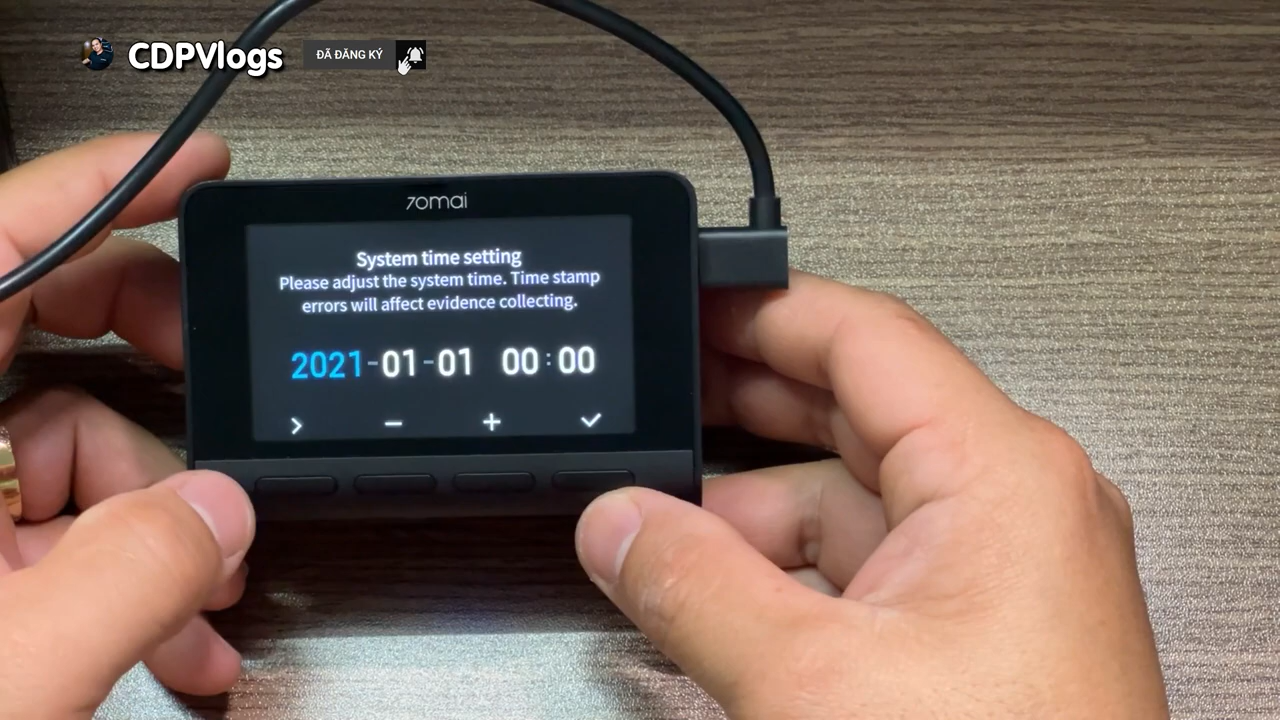 CDPVlogs
ĐÃ ĐĂNG KÝ
70mai
System time setting
Please adjust the system time. Time stamp
errors will affect evidence collecting.
2021-01-01 00:00